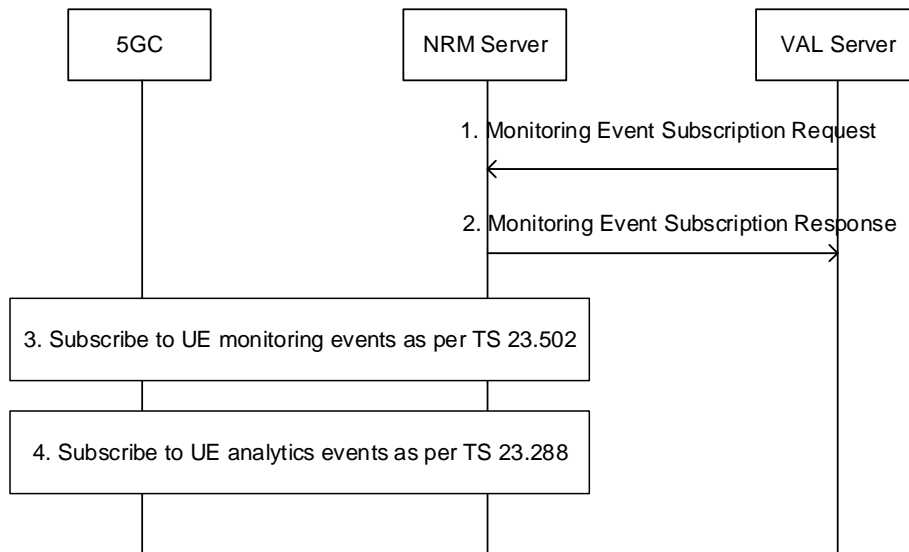 5GC
NRM Server
VAL Server
1. Monitoring Event Subscription Request
2. Monitoring Event Subscription Response
3. Subscribe to UE monitoring events as per TS 23.502
4. Subscribe to UE analytics events as per TS 23.288